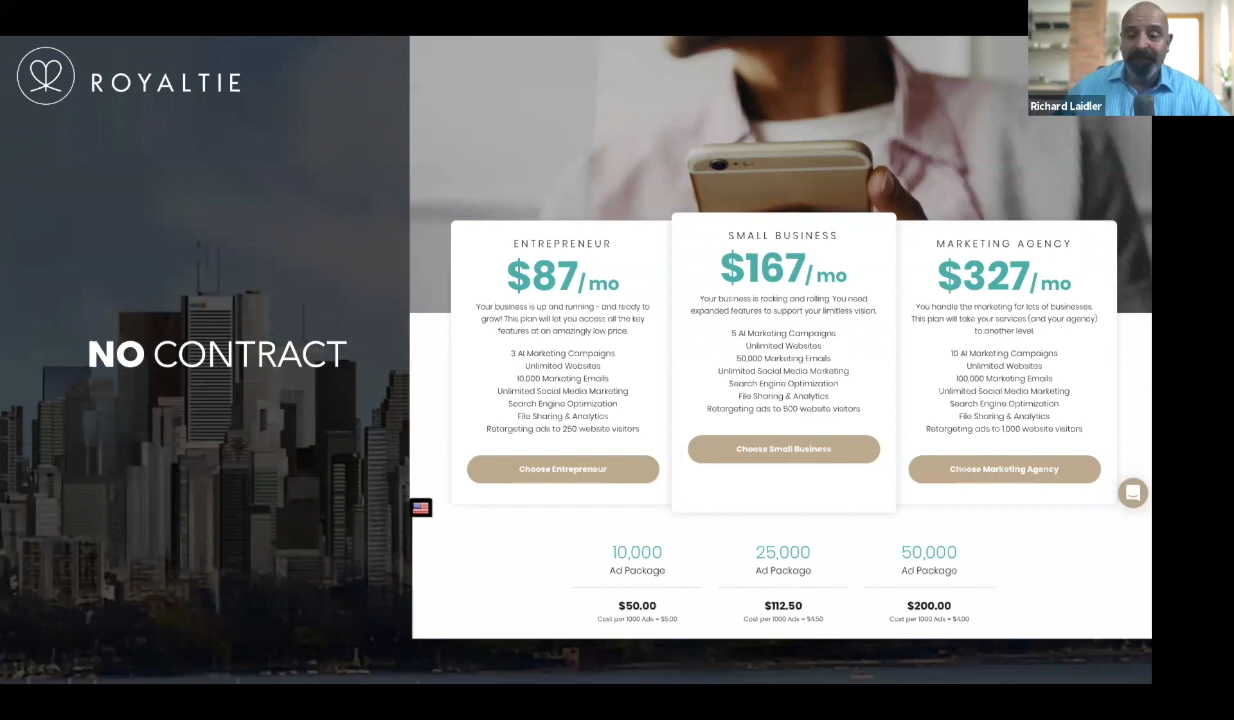 ROYALTIE
Richard Laidler
NO CONTRACT
ENTREPRENEUR
$87/mo
Your business is up and running - and ready to
grow! This plan will let you access all the key
features at an amazingly low price.
3 AI Marketing Campaigns
Unlimited Websites
10,000 Marketing Emails
Unlimited Social Media Marketing
Search Engine Optimization
File Sharing & Analytics
Retargeting ads to 250 website visitors
Choose Entrepreneur
SMALL BUSINESS
$167/mo
Your business is rocking and rolling. You need
expanded features to support your limitless vision.
5 AI Marketing Campaigns
Unlimited Websites
50,000 Marketing Emails
Unlimited Social Media Marketing
Search Engine Optimization
File Sharing & Analytics
Retargeting ads to 500 website visitors
Choose Small Business
MARKETING AGENCY
$327/mo
You handle the marketing for lots of businesses.
This plan will take your services (and your agency)
to another level.
10 AI Marketing Campaigns
Unlimited Websites
100,000 Marketing Emails
Unlimited Social Media Marketing
Search Engine Optimization
File Sharing & Analytics
Retargeting ads to 1,000 website visitors
Choose Marketing Agency
10,000
Ad Package
$50.00
Cost per 1000 Ads = $5.00
25,000
Ad Package
$112.50
Cost per 1000 Ads = $4.50
50,000
Ad Package
$200.00
Cost per 1000 Ads = $4.00